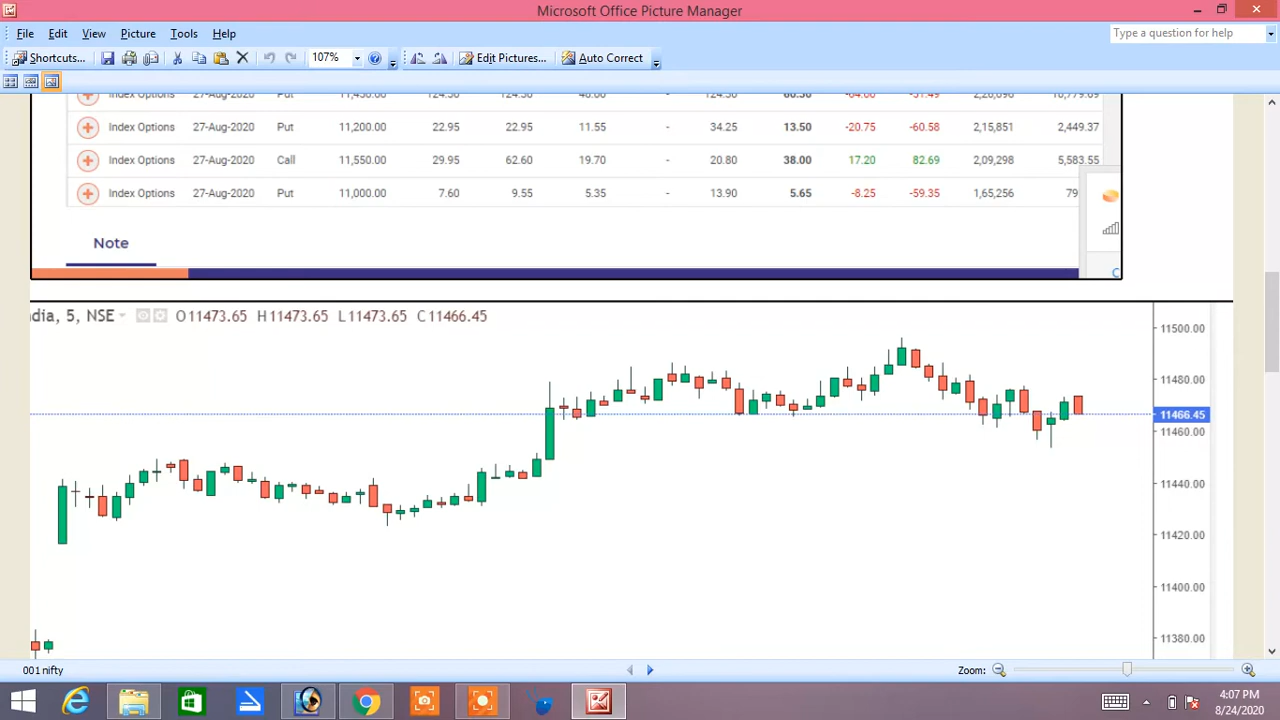 Microsoft Office Picture Manager
File Edit View Picture Tools Help
Type a question for help
Shortcuts... 107% Edit Pictures... Auto Correct
Index Options 27-Aug-2020 Put
Index Options 27-Aug-2020 Put 11,200.00 22.95 22.95 11.55 - 34.25 13.50 -20.75 -60.58 2,15,851 2,449.37
Index Options 27-Aug-2020 Call 11,550.00 29.95 62.60 19.70 - 20.80 38.00 17.20 82.69 2,09,298 5,583.55
Index Options 27-Aug-2020 Put 11,000.00 7.60 9.55 5.35 - 13.90 5.65 -8.25 -59.35 1,65,256 79
Note
dia, 5, NSE O11473.65 H11473.65 L11473.65 C11466.45
11500.00
11480.00
11466.45
11460.00
11440.00
11420.00
11400.00
11380.00
001 nifty
Zoom:
4:07 PM
8/24/2020